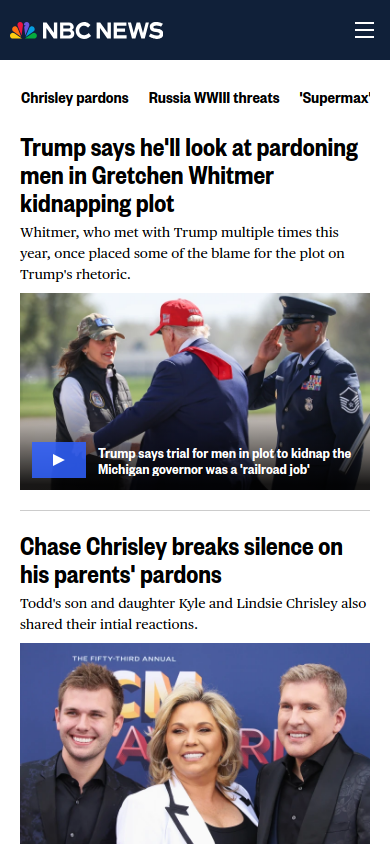 NBC NEWS
Chrisley pardons
Russia WWIII threats
'Supermax'
Trump says he'll look at pardoning
men in Gretchen Whitmer
kidnapping plot
Whitmer, who met with Trump multiple times this
year, once placed some of the blame for the plot on
Trump's rhetoric.
Trump says trial for men in plot to kidnap the
Michigan governor was a 'railroad job'
Chase Chrisley breaks silence on
his parents' pardons
Todd's son and daughter Kyle and Lindsie Chrisley also
shared their intial reactions.
THE FIFTY-THIRD ANNUAL
CM